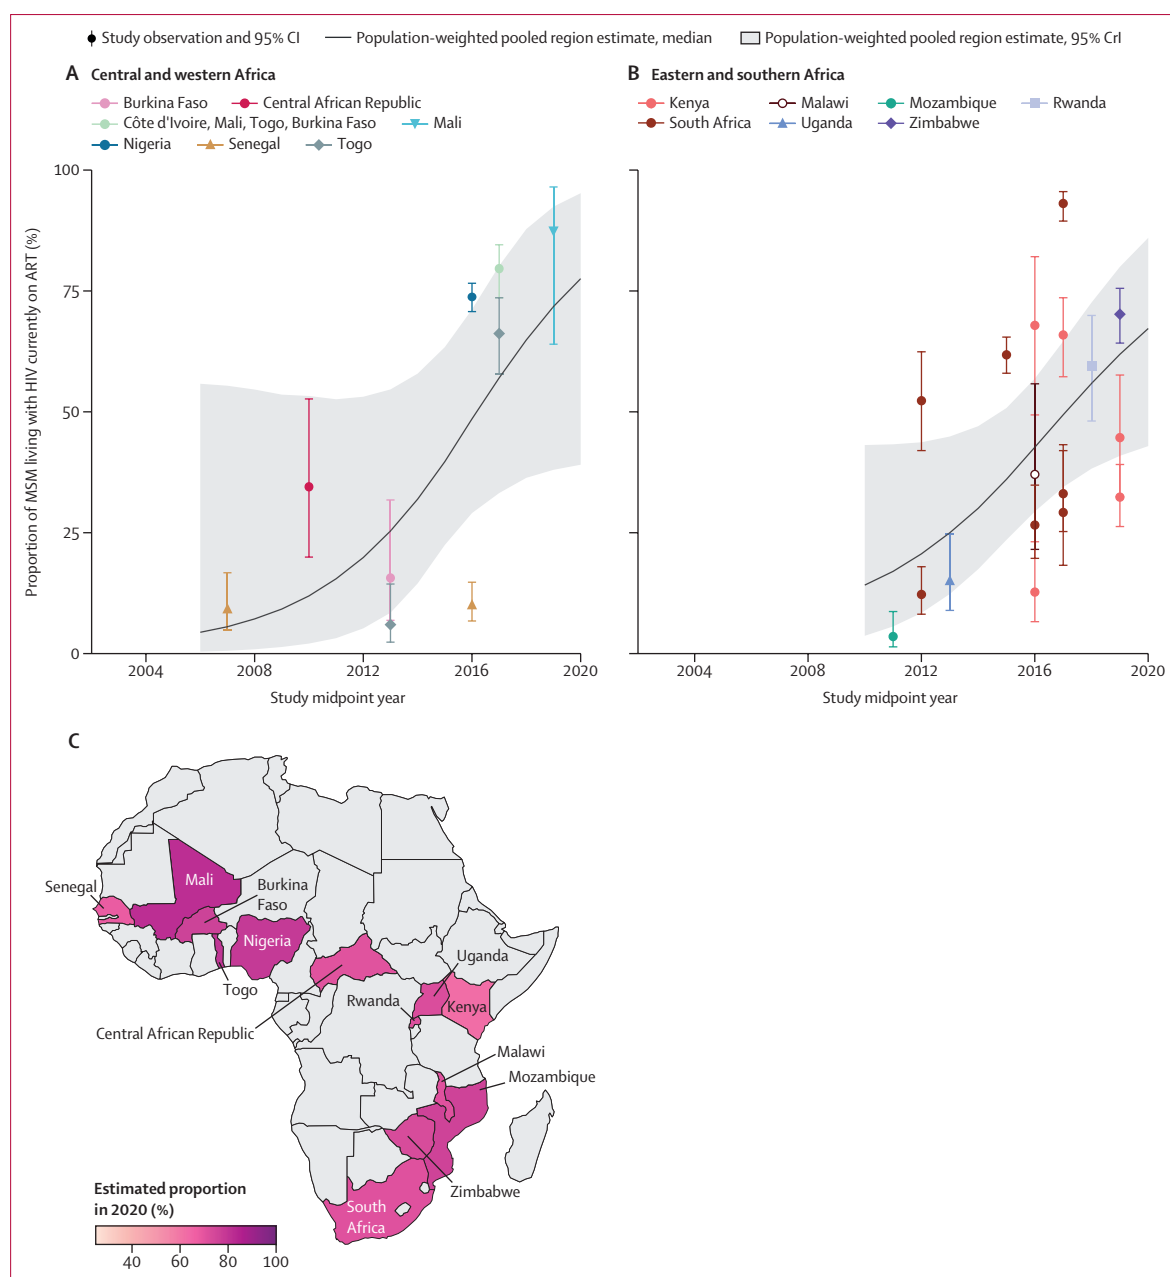 Study observation and 95% CI
Population-weighted pooled region estimate, median
Population-weighted pooled region estimate, 95% CrI
A Central and western Africa
Burkina Faso
Central African Republic
Côte d'Ivoire, Mali, Togo, Burkina Faso
Mali
Nigeria
Senegal
Togo
B Eastern and southern Africa
Kenya
Malawi
Mozambique
Rwanda
South Africa
Uganda
Zimbabwe
Proportion of MSM living with HIV currently on ART (%)
100
75
50
25
0
2004
2008
2012
2016
2020
Study midpoint year
2004
2008
2012
2016
2020
Study midpoint year
C
Senegal
Mali
Burkina
Faso
Nigeria
Togo
Central African Republic
Uganda
Rwanda
Kenya
Malawi
Mozambique
Zimbabwe
South
Africa
Estimated proportion
in 2020 (%)
40
60
80
100